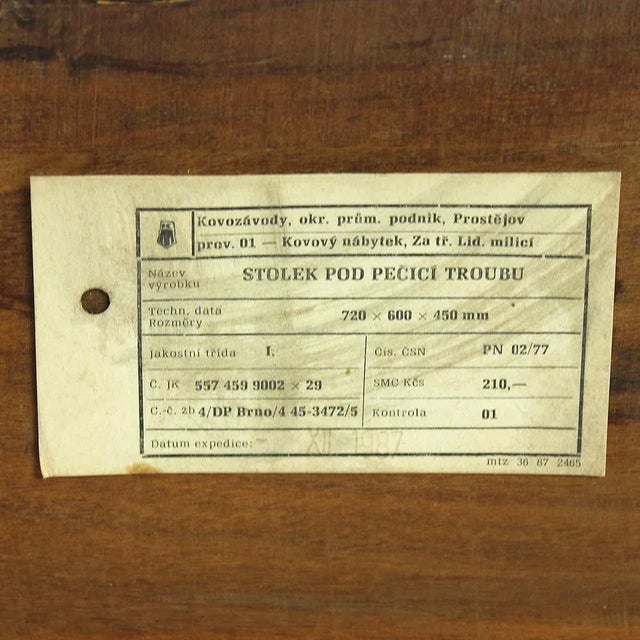 Kovozávody, okr. prům. podnik, Prostějov
prov. 01 — Kovový nábytek, Za tř. Lid. milicí
Název výrobku STOLEK POD PEČICÍ TROUBU
Techn. data
Rozměry 720 × 600 × 450 mm
Jakostní třída I. Čís. ČSN PN 02/77
Č. JK 557 459 9002 × 29 SMC Kčs 210,—
C.-č. zb 4/DP Brno/4 45-3472/5 Kontrola 01
Datum expedice: XII 1987
mtz 36 87 2465